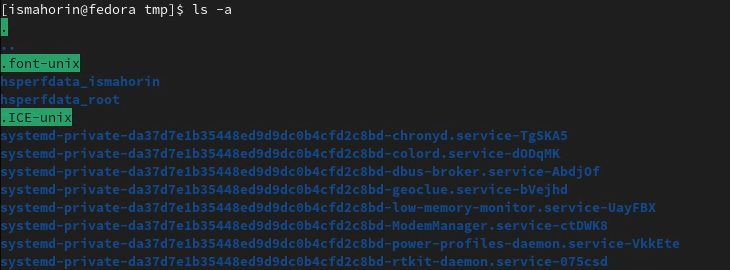 [ismahorin@fedora tmp]$ ls -a
.
..
.font-unix
hsperfdata_ismahorin
hsperfdata_root
.ICE-unix
systemd-private-da37d7e1b35448ed9d9dc0b4cfd2c8bd-chronyd.service-TgSKA5
systemd-private-da37d7e1b35448ed9d9dc0b4cfd2c8bd-colord.service-dODqMK
systemd-private-da37d7e1b35448ed9d9dc0b4cfd2c8bd-dbus-broker.service-AbdjOf
systemd-private-da37d7e1b35448ed9d9dc0b4cfd2c8bd-geoclue.service-bVejhd
systemd-private-da37d7e1b35448ed9d9dc0b4cfd2c8bd-low-memory-monitor.service-UayFBX
systemd-private-da37d7e1b35448ed9d9dc0b4cfd2c8bd-ModemManager.service-ctDWK8
systemd-private-da37d7e1b35448ed9d9dc0b4cfd2c8bd-power-profiles-daemon.service-VkkEte
systemd-private-da37d7e1b35448ed9d9dc0b4cfd2c8bd-rtkit-daemon.service-075csd